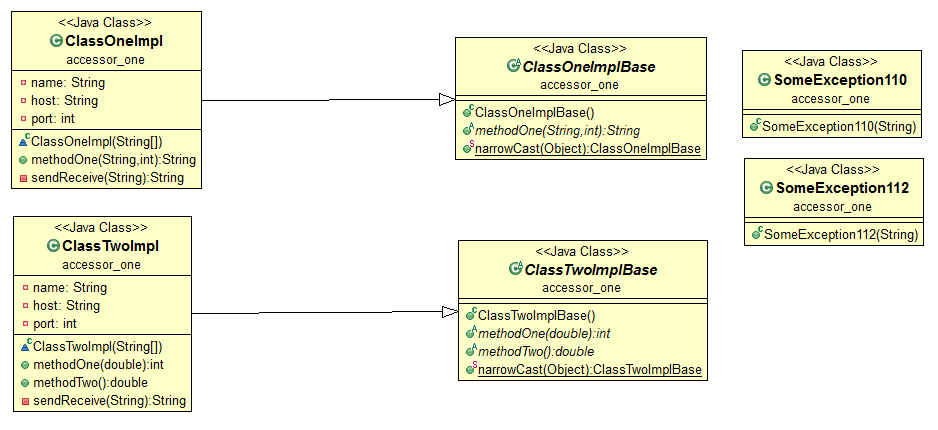 <<Java Class>>
ClassOneImpl
accessor_one
name: String
host: String
port: int
ClassOneImpl(String[])
methodOne(String,int):String
sendReceive(String):String
<<Java Class>>
ClassOneImplBase
accessor_one
ClassOneImplBase()
methodOne(String,int):String
narrowCast(Object):ClassOneImplBase
<<Java Class>>
SomeException110
accessor_one
SomeException110(String)
<<Java Class>>
SomeException112
accessor_one
SomeException112(String)
<<Java Class>>
ClassTwoImpl
accessor_one
name: String
host: String
port: int
ClassTwoImpl(String[])
methodOne(double):int
methodTwo():double
sendReceive(String):String
<<Java Class>>
ClassTwoImplBase
accessor_one
ClassTwoImplBase()
methodOne(double):int
methodTwo():double
narrowCast(Object):ClassTwoImplBase